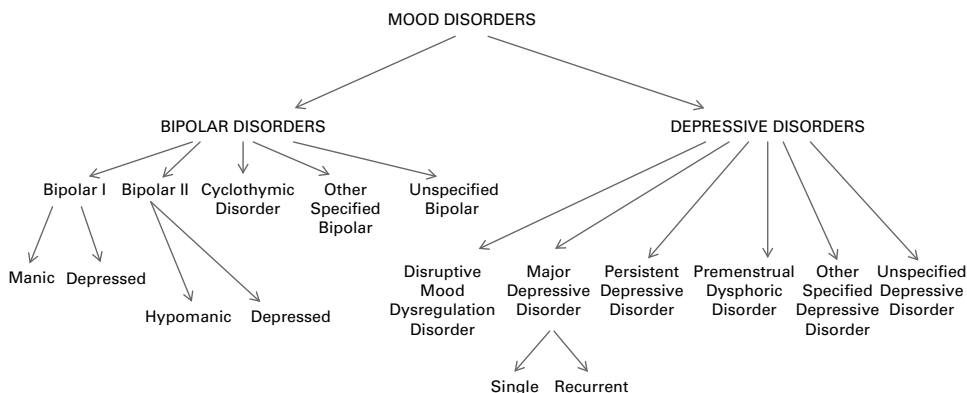 MOOD DISORDERS
BIPOLAR DISORDERS
DEPRESSIVE DISORDERS
Bipolar I
Bipolar II
Cyclothymic
Disorder
Other
Specified
Bipolar
Unspecified
Bipolar
Manic
Depressed
Hypomanic
Depressed
Disruptive
Mood
Dysregulation
Disorder
Major
Depressive
Disorder
Persistent
Depressive
Disorder
Premenstrual
Dysphoric
Disorder
Other
Specified
Depressive
Disorder
Unspecified
Depressive
Disorder
Single
Recurrent